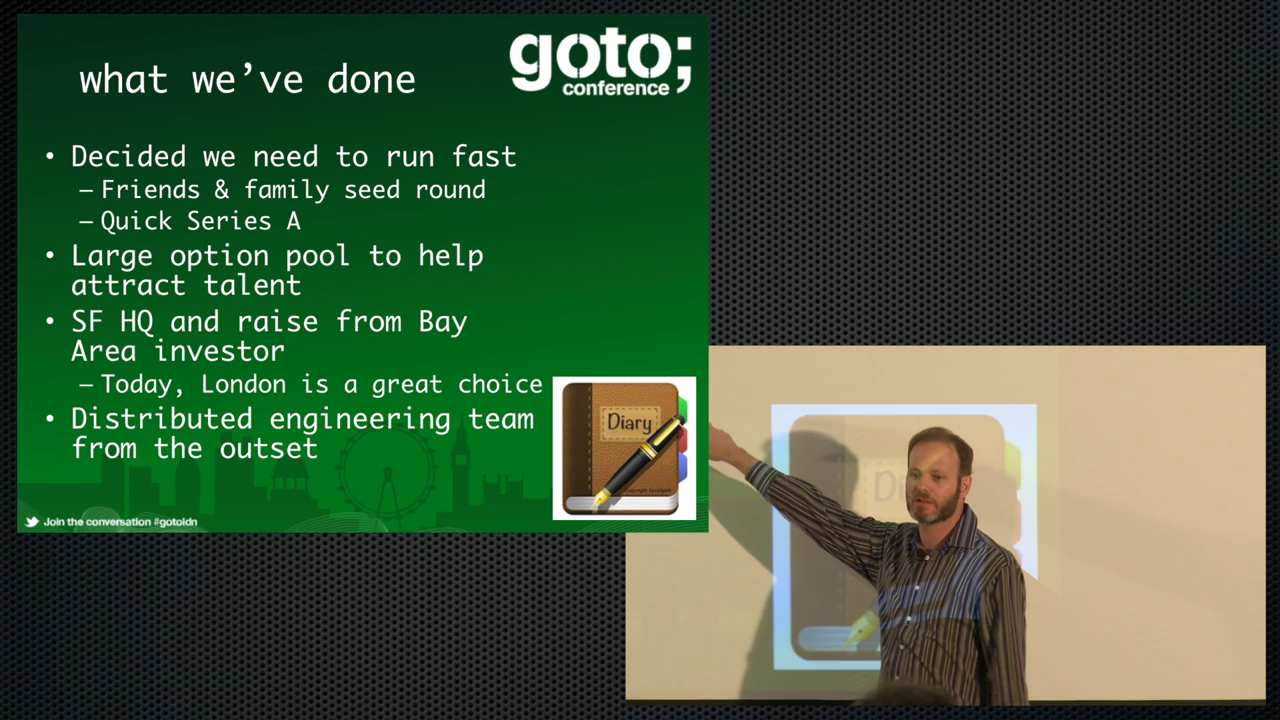 what we've done
goto;
conference
• Decided we need to run fast
– Friends & family seed round
– Quick Series A
• Large option pool to help
attract talent
• SF HQ and raise from Bay
Area investor
– Today, London is a great choice
• Distributed engineering team
from the outset
Diary
Join the conversation #gotoldn